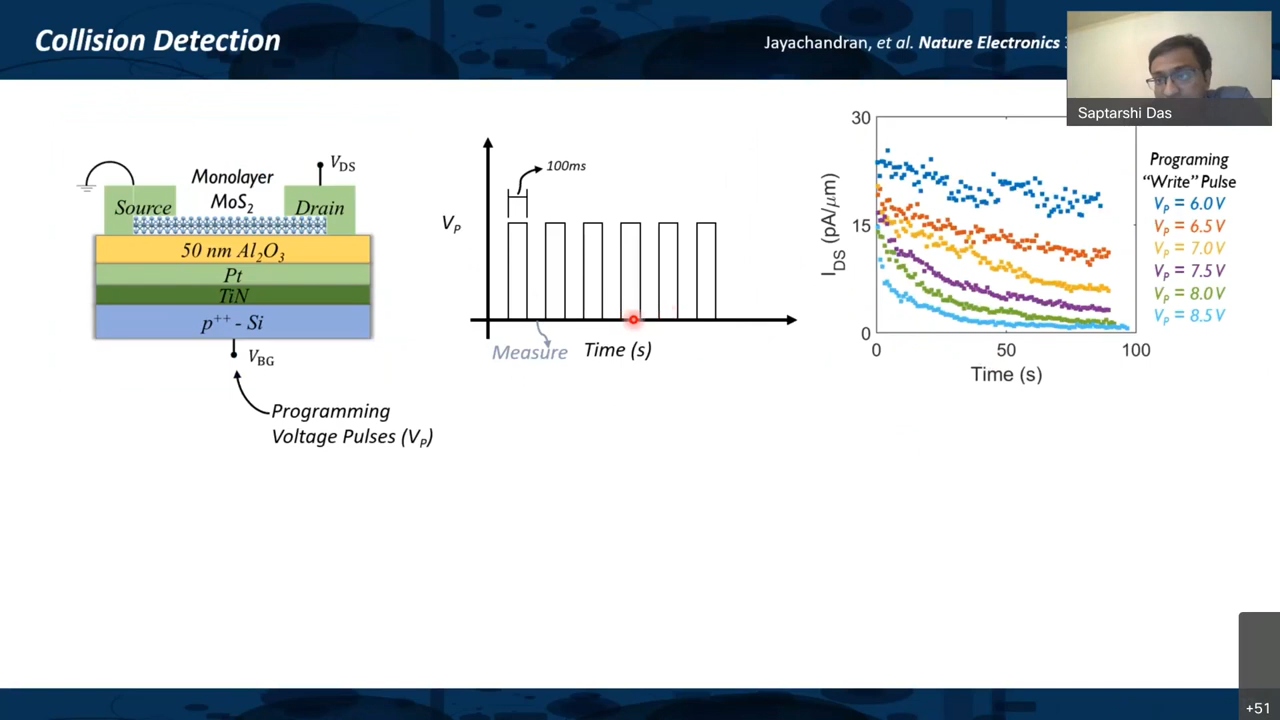 Collision Detection
Jayachandran, et al. Nature Electronics
Saptarshi Das
V_DS
Monolayer
MoS₂
Source
Drain
50 nm Al₂O₃
Pt
TiN
p⁺⁺ - Si
V_BG
Programming
Voltage Pulses (V_P)
100ms
V_P
Measure
Time (s)
30
15
0
I_DS (pA/μm)
0
50
100
Time (s)
Programing
“Write” Pulse
V_P = 6.0 V
V_P = 6.5 V
V_P = 7.0 V
V_P = 7.5 V
V_P = 8.0 V
V_P = 8.5 V
+51